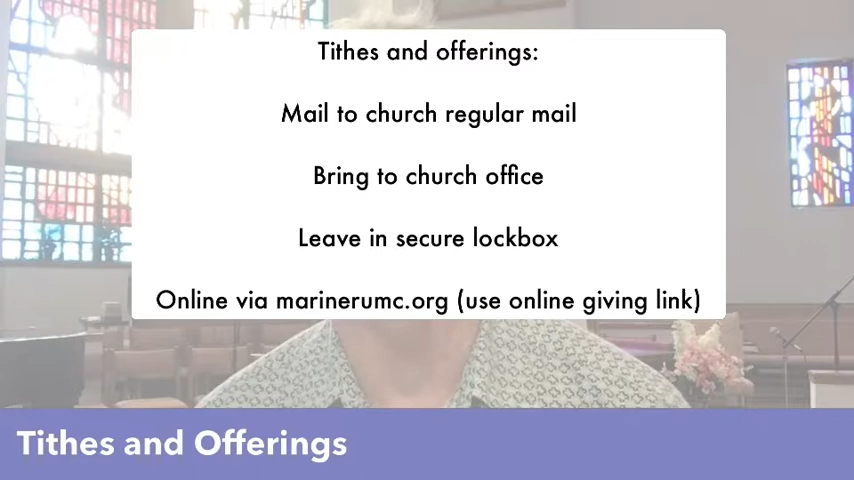 Tithes and offerings:
Mail to church regular mail
Bring to church office
Leave in secure lockbox
Online via marinerumc.org (use online giving link)
Tithes and Offerings